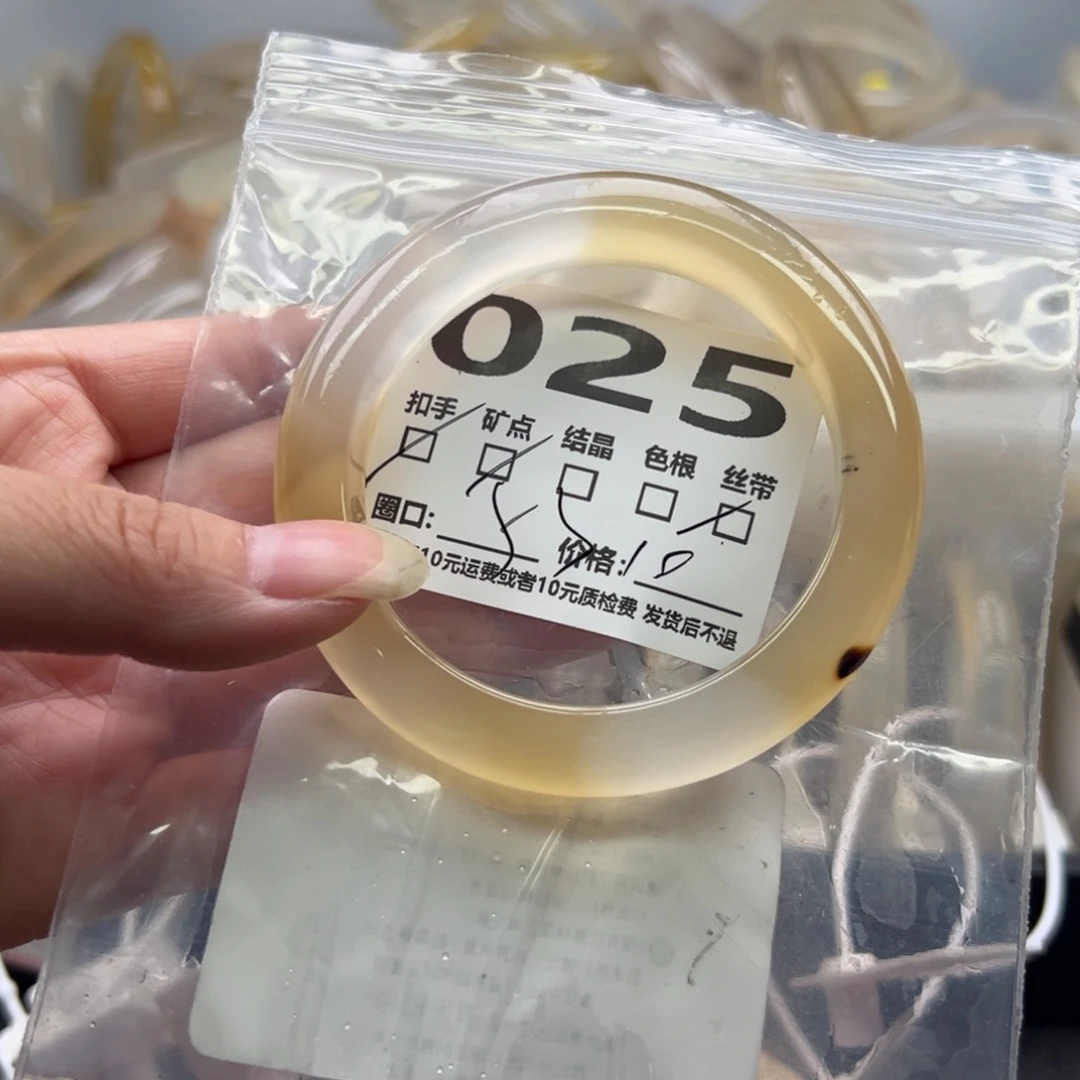 025
扣手 矿点 结晶 色根 丝带
圈口: 价格:10
10元运费或者10元质检费 发货后不退